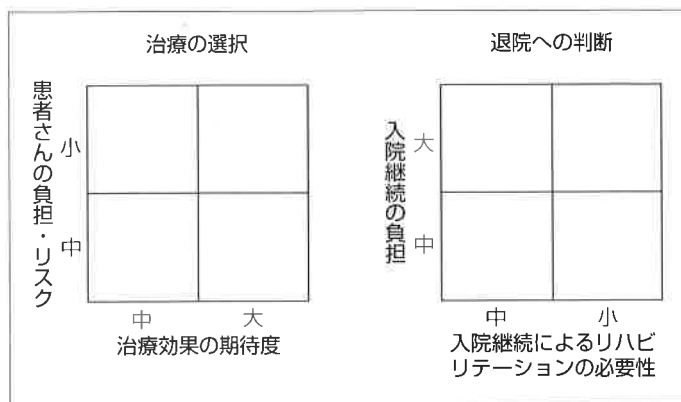 治療の選択
患者さんの負担・リスク
小
中
中
大
治療効果の期待度
退院への判断
入院継続の負担
大
中
中
小
入院継続によるリハビ
リテーションの必要性